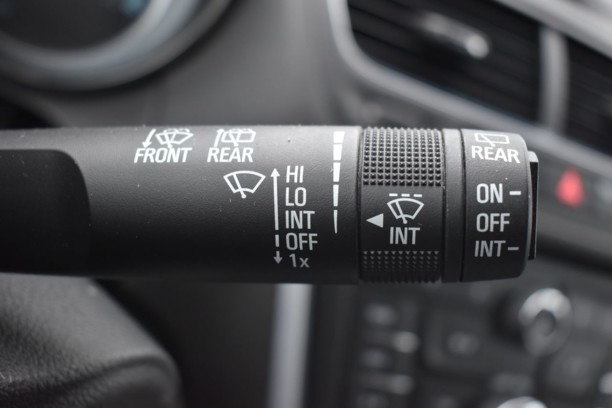 FRONT REAR
HI
LO
INT
OFF
1x
INT
REAR
ON
OFF
INT